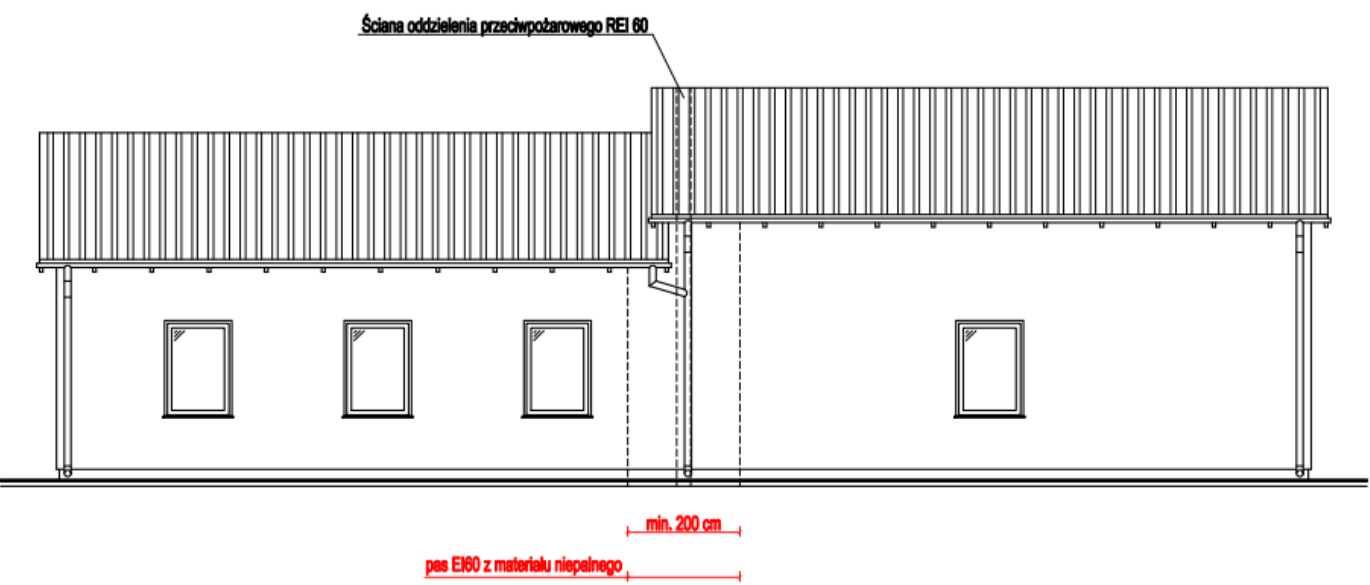 Ściana oddzielenia przeciwpożarowego REI 60
min. 200 cm
pas EI60 z materiału niepalnego